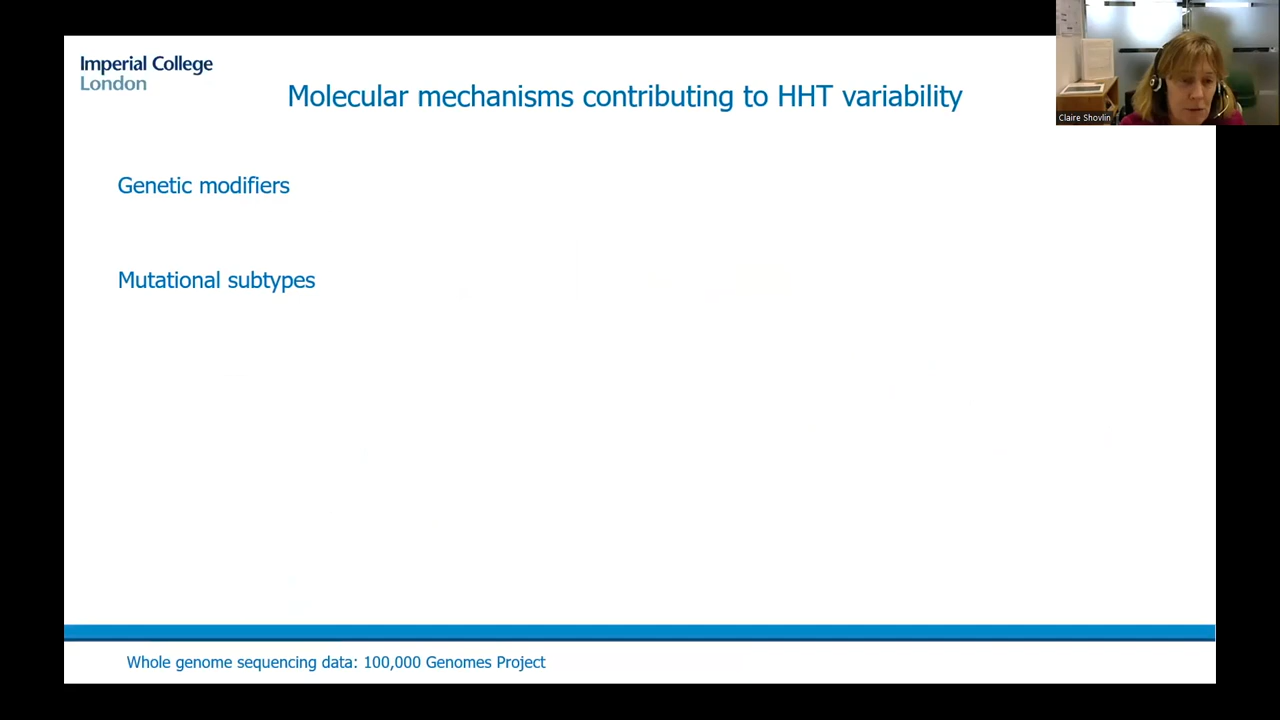 Imperial College
London
Molecular mechanisms contributing to HHT variability
Claire Shovlin
Genetic modifiers
Mutational subtypes
Whole genome sequencing data: 100,000 Genomes Project